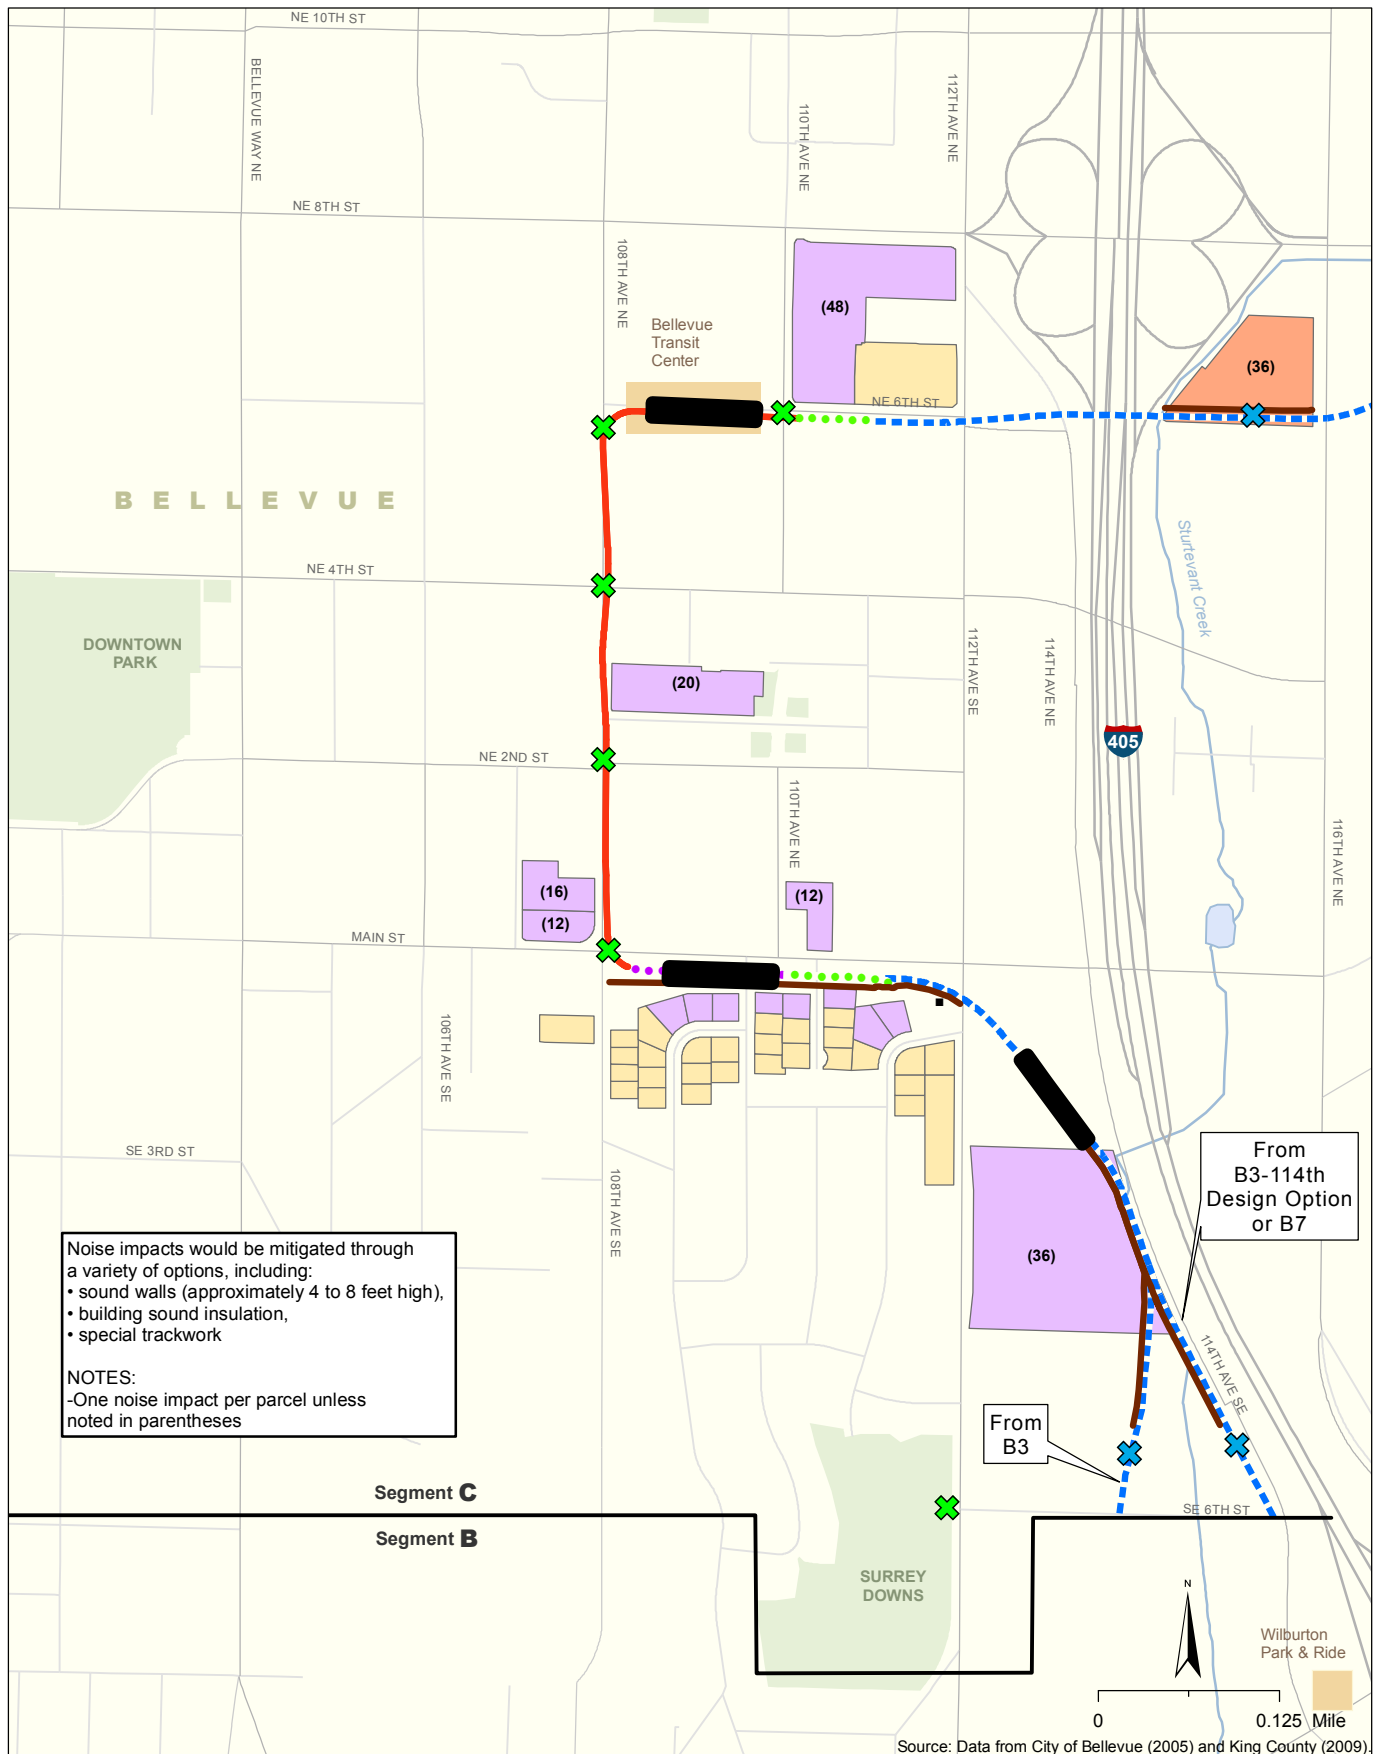 NE 10TH ST
BELLEVUE WAY NE
110TH AVE NE
112TH AVE NE
NE 8TH ST
108TH AVE NE
Bellevue
Transit
Center
(48)
(36)
NE 6TH ST
BELLEVUE
Sturtevant Creek
NE 4TH ST
DOWNTOWN
PARK
(20)
112TH AVE SE
114TH AVE NE
405
NE 2ND ST
110TH AVE NE
116TH AVE NE
(16)
(12)
(12)
MAIN ST
106TH AVE SE
SE 3RD ST
108TH AVE SE
From
B3-114th
Design Option
or B7
(36)
Noise impacts would be mitigated through
a variety of options, including:
• sound walls (approximately 4 to 8 feet high),
• building sound insulation,
• special trackwork
NOTES:
-One noise impact per parcel unless
noted in parentheses
114TH AVE SE
From
B3
Segment C
SE 6TH ST
Segment B
SURREY
DOWNS
N
Wilburton
Park & Ride
0 0.125 Mile
Source: Data from City of Bellevue (2005) and King County (2009).